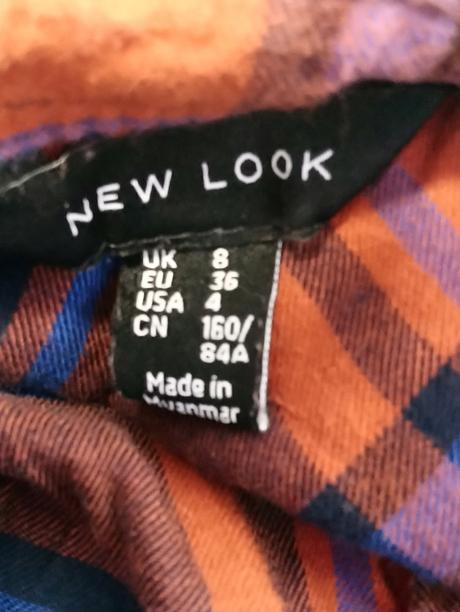 NEW LOOK
UK 8
EU 36
USA 4
CN 160/
84A
Made in
Myanmar